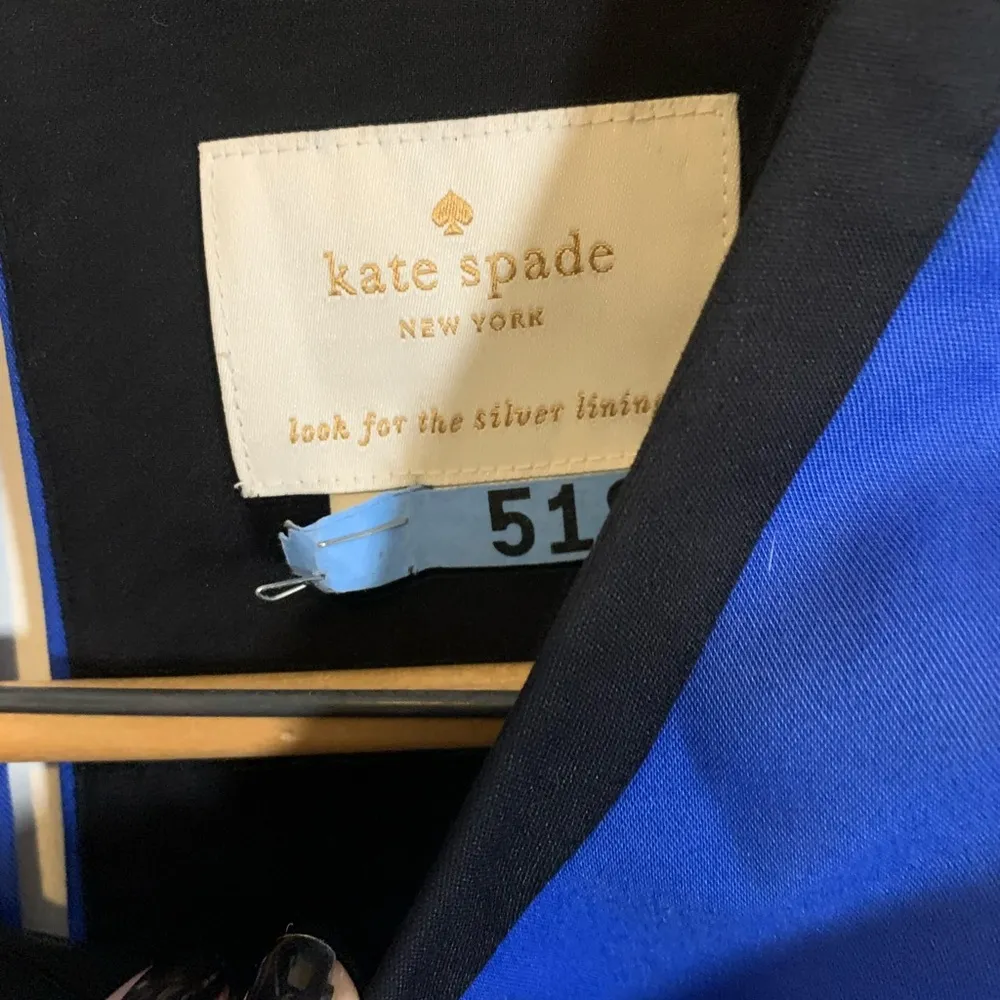 kate spade
NEW YORK
look for the silver lining
51